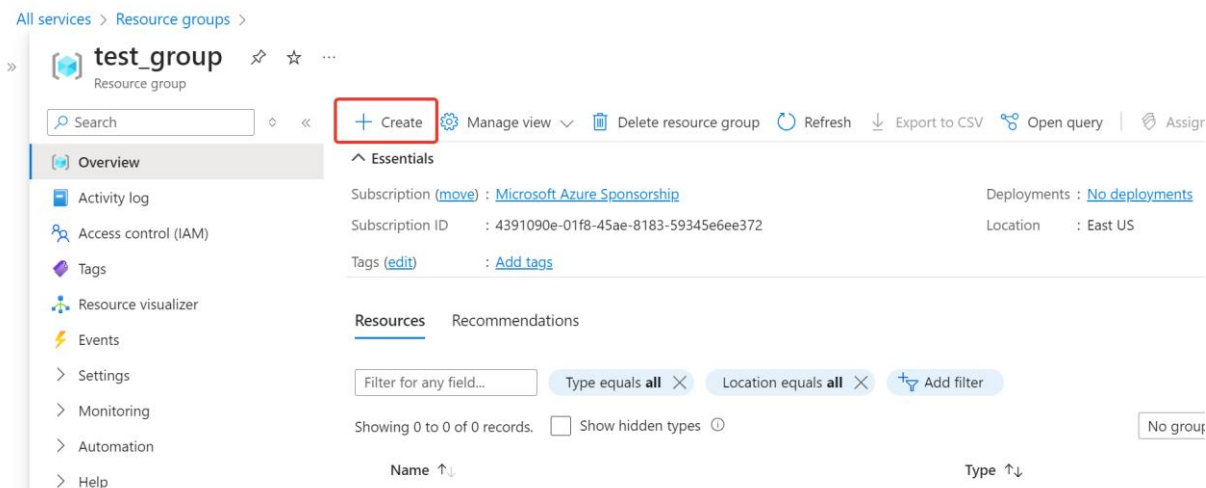 All services > Resource groups >
test_group
Resource group
Search
Overview
Activity log
Access control (IAM)
Tags
Resource visualizer
Events
Settings
Monitoring
Automation
Help
Create Manage view Delete resource group Refresh Export to CSV Open query Assign
Essentials
Subscription (move) : Microsoft Azure Sponsorship
Subscription ID : 4391090e-01f8-45ae-8183-59345e6ee372
Tags (edit) : Add tags
Deployments : No deployments
Location : East US
Resources Recommendations
Filter for any field... Type equals all Location equals all Add filter
Showing 0 to 0 of 0 records. Show hidden types No group
Name Type